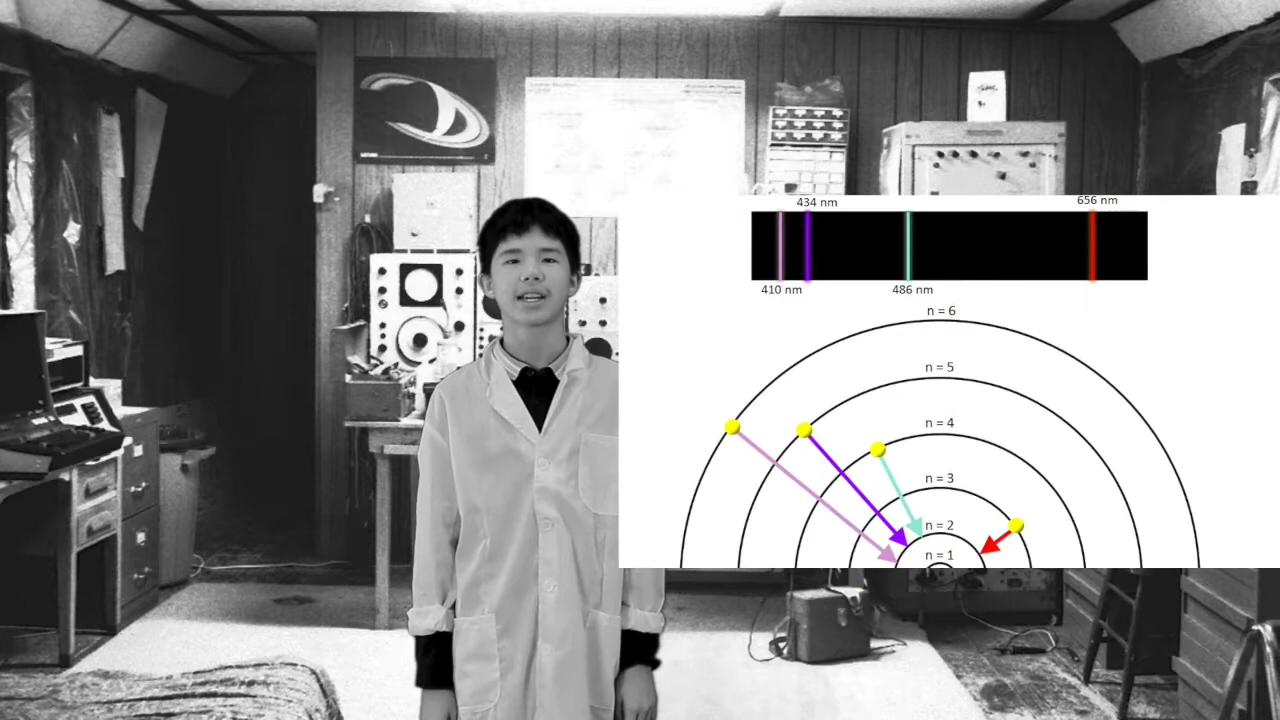 434 nm
656 nm
410 nm
486 nm
n = 6
n = 5
n = 4
n = 3
n = 2
n = 1